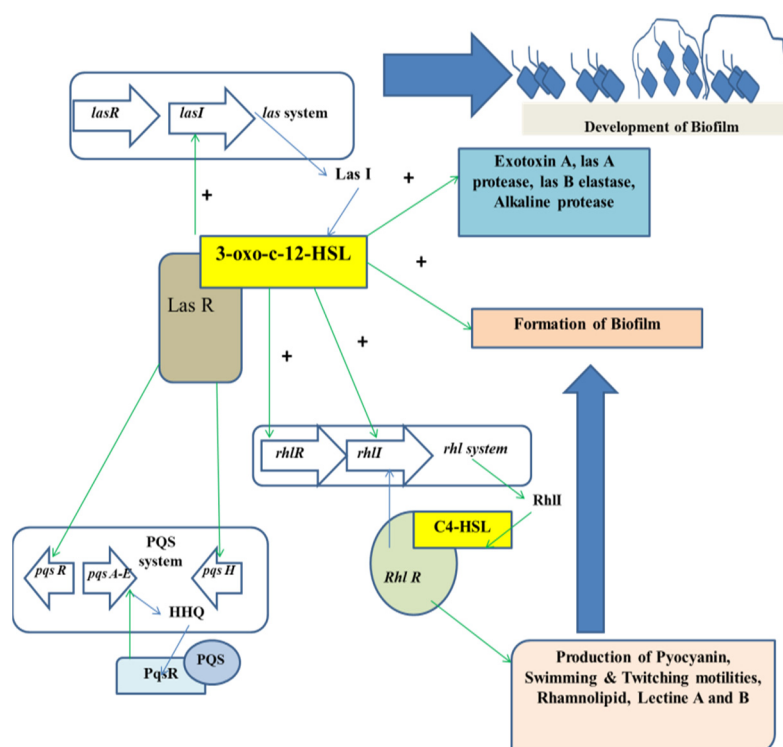 lasR
lasI
las system
Development of Biofilm
Las I
+
+
Exotoxin A, las A
protease, las B elastase,
Alkaline protease
3-oxo-c-12-HSL
+
Las R
Formation of Biofilm
+
+
rhlR
rhlI
rhl system
RhlI
C4-HSL
Rhl R
PQS
system
pqs R
pqs A-E
pqs H
HHQ
PQS
PqsR
Production of Pyocyanin,
Swimming & Twitching motilities,
Rhamnolipid, Lectine A and B